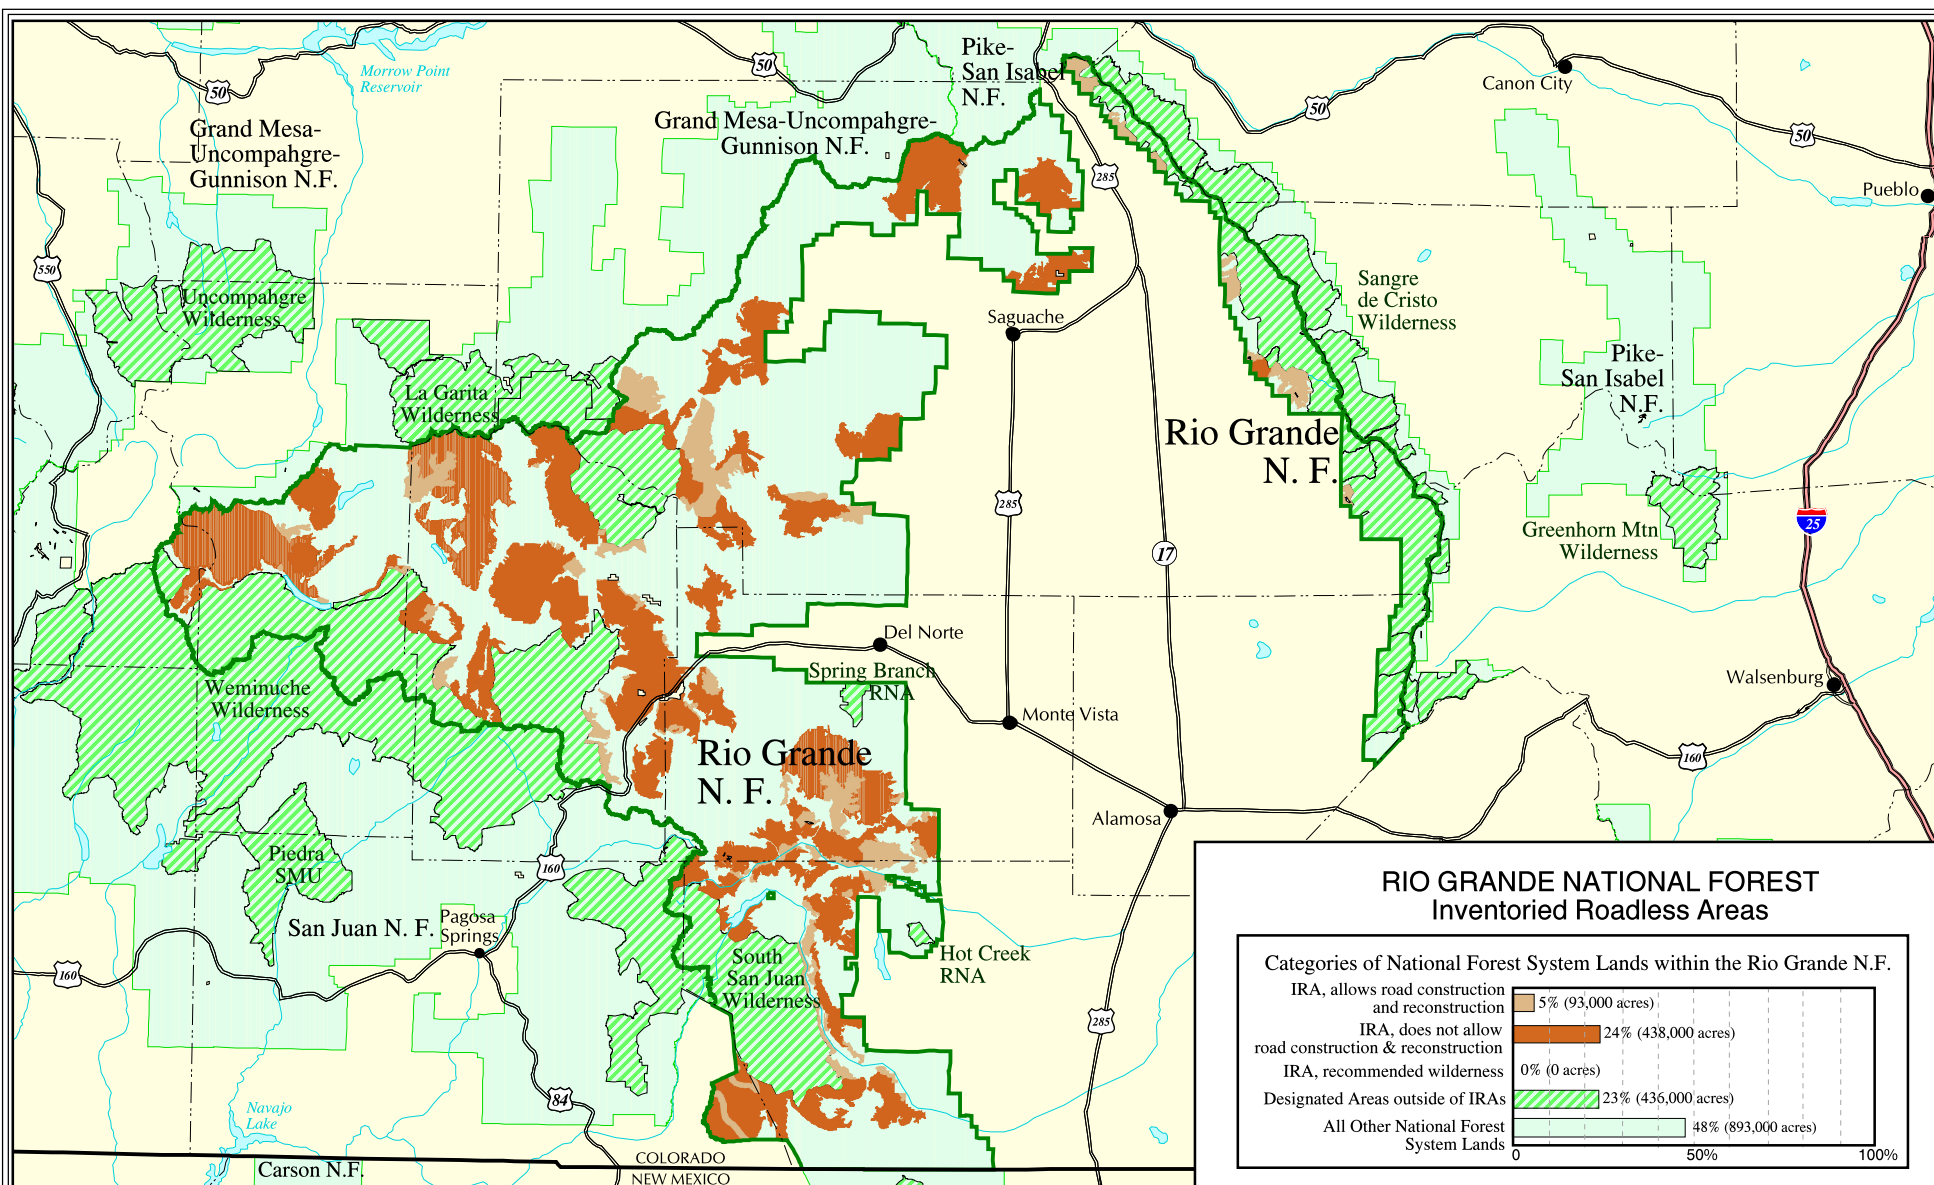 50
Morrow Point
Reservoir
50
Pike-
San Isabel
N.F.
Grand Mesa-
Uncompahgre-
Gunnison N.F.
Grand Mesa-Uncompahgre-
Gunnison N.F.
285
50
Canon City
50
Pueblo
550
Uncompahgre
Wilderness
Sangre
de Cristo
Wilderness
Saguache
La Garita
Wilderness
Pike-
San Isabel
N.F.
Rio Grande
N. F.
285
17
25
Greenhorn Mtn
Wilderness
Del Norte
Spring Branch
RNA
Weminuche
Wilderness
Monte Vista
Walsenburg
160
Rio Grande
N. F.
Alamosa
Piedra
SMU
160
San Juan N. F.
Pagosa
Springs
160
South
San Juan
Wilderness
Hot Creek
RNA
285
84
Navajo
Lake
Carson N.F.
COLORADO
NEW MEXICO
RIO GRANDE NATIONAL FOREST
Inventoried Roadless Areas
Categories of National Forest System Lands within the Rio Grande N.F.
IRA, allows road construction
and reconstruction
5% (93,000 acres)
IRA, does not allow
road construction & reconstruction
24% (438,000 acres)
IRA, recommended wilderness
0% (0 acres)
Designated Areas outside of IRAs
23% (436,000 acres)
All Other National Forest
System Lands
48% (893,000 acres)
0 50% 100%